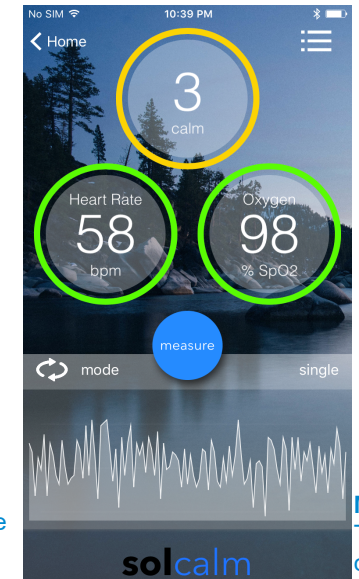 No SIM 10:39 PM
Home
3
calm
Heart Rate
58
bpm
Oxygen
98
% SpO2
measure
mode single
solcalm